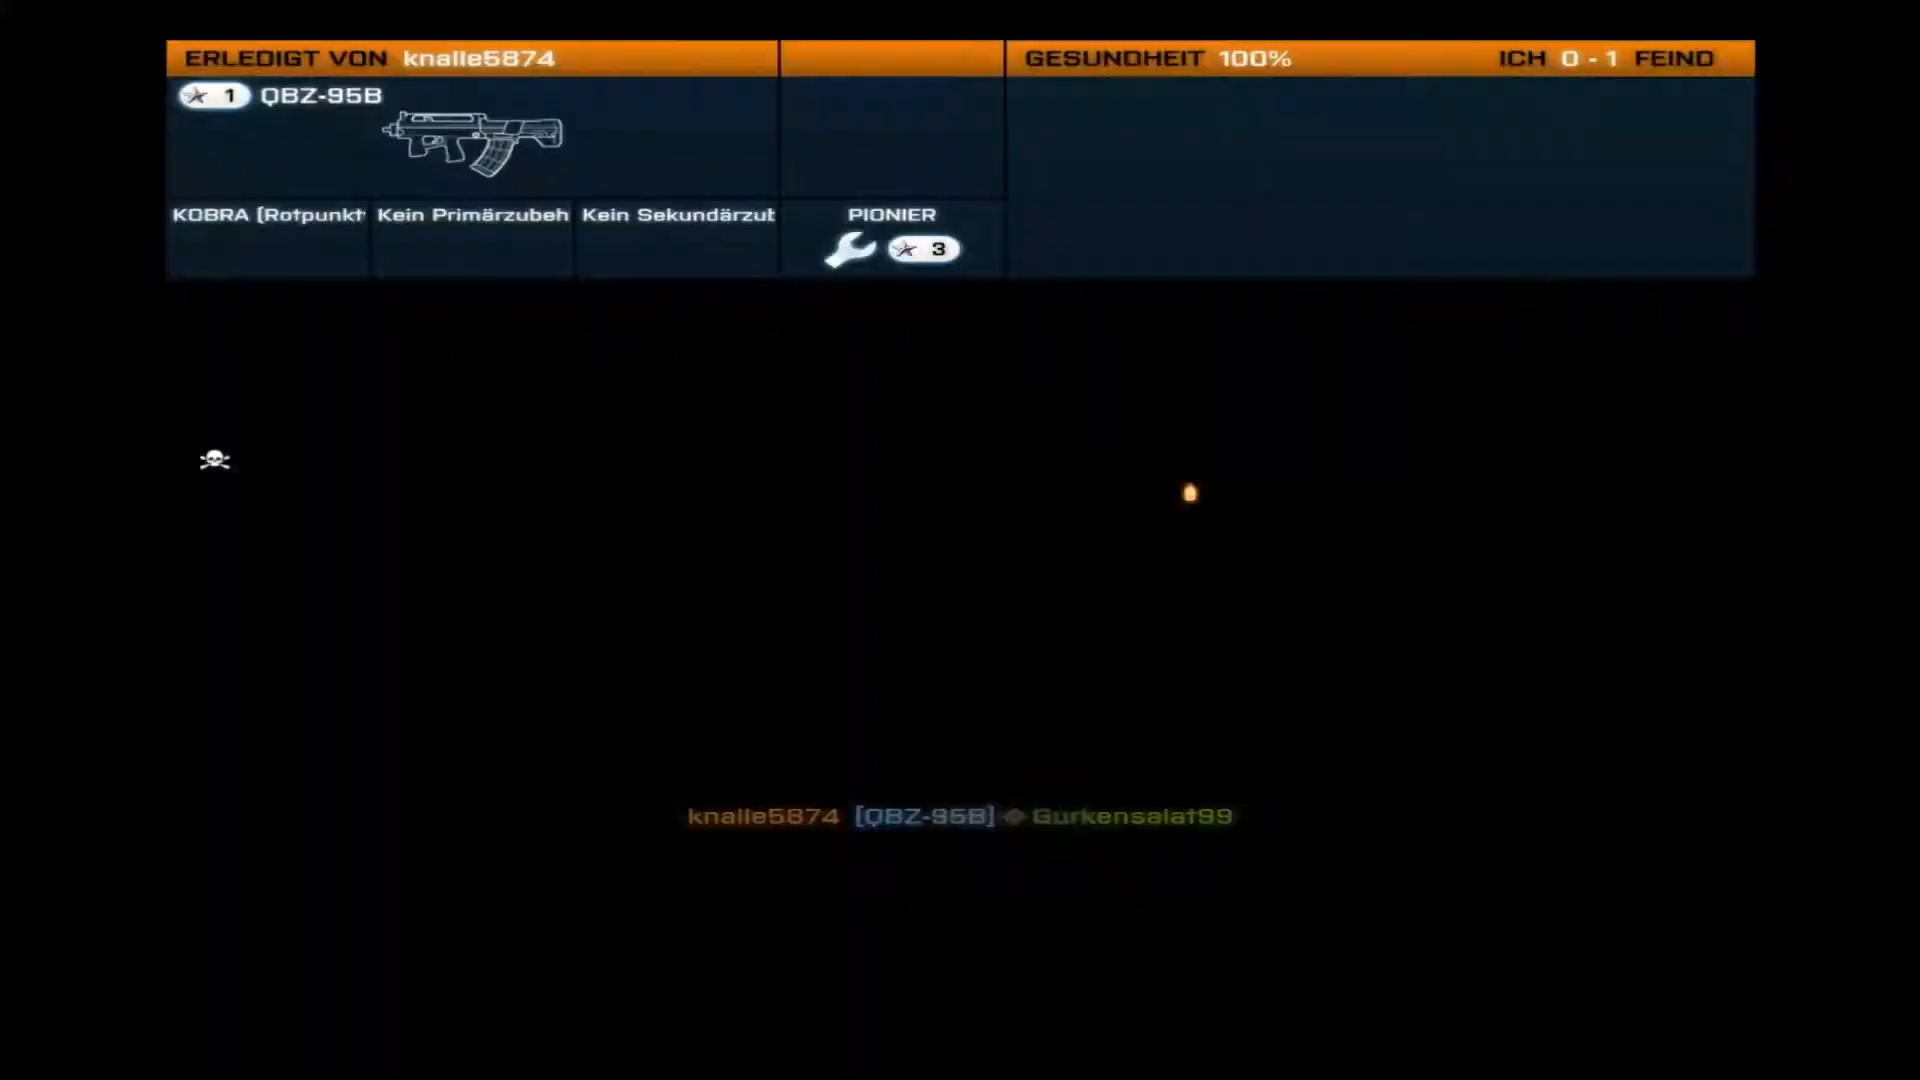 ERLEDIGT VON knalle5874
GESUNDHEIT 100% ICH 0 - 1 FEIND
1 QBZ-95B
KOBRA (Rotpunkt Kein Primärzubeh Kein Sekundärzub PIONIER
3
knalle5874 [QBZ-95B] Gurkensalat99